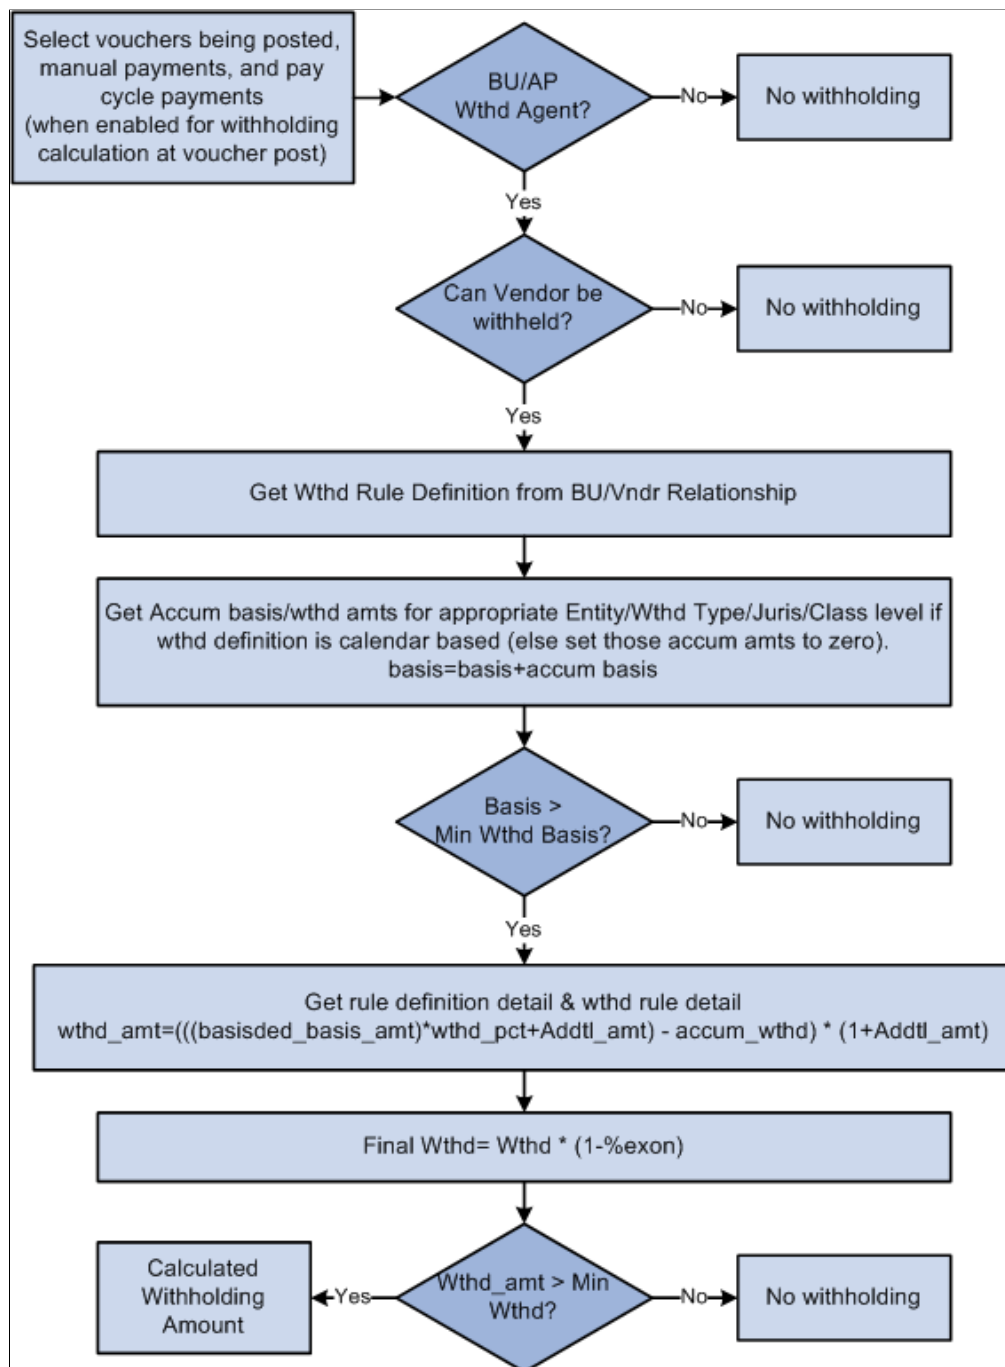 Select vouchers being posted,
manual payments, and pay
cycle payments
(when enabled for withholding
calculation at voucher post)
BU/AP
Wthd Agent?
No
No withholding
Yes
Can Vendor be
withheld?
No
No withholding
Yes
Get Wthd Rule Definition from BU/Vndr Relationship
Get Accum basis/wthd amts for appropriate Entity/Wthd Type/Juris/Class level if
wthd definition is calendar based (else set those accum amts to zero).
basis=basis+accum basis
Basis >
Min Wthd Basis?
No
No withholding
Yes
Get rule definition detail & wthd rule detail
wthd_amt=(((basisded_basis_amt)*wthd_pct+Addtl_amt) - accum_wthd) * (1+Addtl_amt)
Final Wthd= Wthd * (1-%exon)
Calculated
Withholding
Amount
Yes
Wthd_amt > Min
Wthd?
No
No withholding